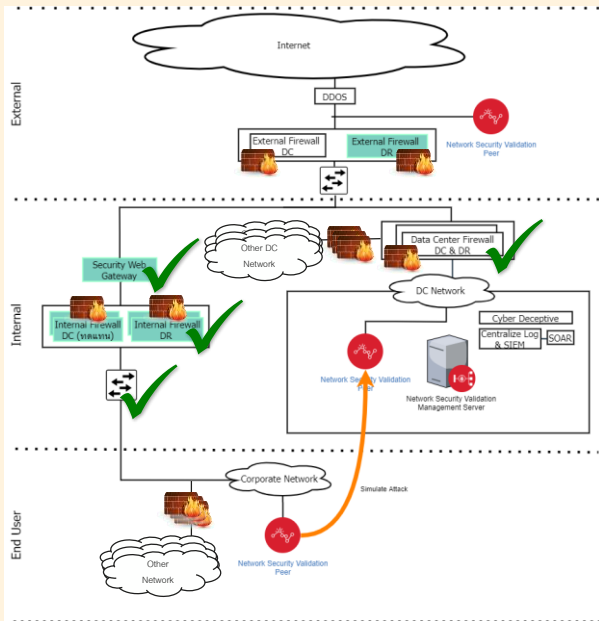 External
Internet
DDOS
External Firewall
DC
External Firewall
DR
Network Security Validation
Peer
Internal
Other DC
Network
Data Center Firewall
DC & DR
Security Web
Gateway
DC Network
Internal Firewall
DC (ทดแทน)
Internal Firewall
DR
Cyber Deceptive
Centralize Log
& SIEM
SOAR
Network Security Validation
Peer
Network Security Validation
Management Server
End User
Corporate Network
Simulate Attack
Other
Network
Network Security Validation
Peer